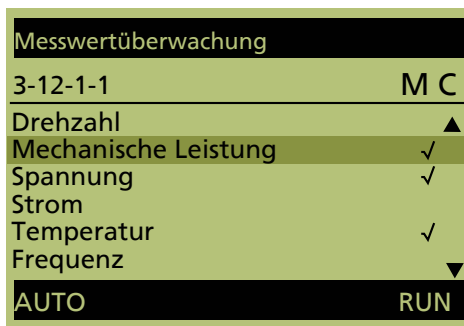 Messwertüberwachung
3-12-1-1 M C
Drehzahl ▲
Mechanische Leistung √
Spannung √
Strom
Temperatur √
Frequenz ▼
AUTO RUN